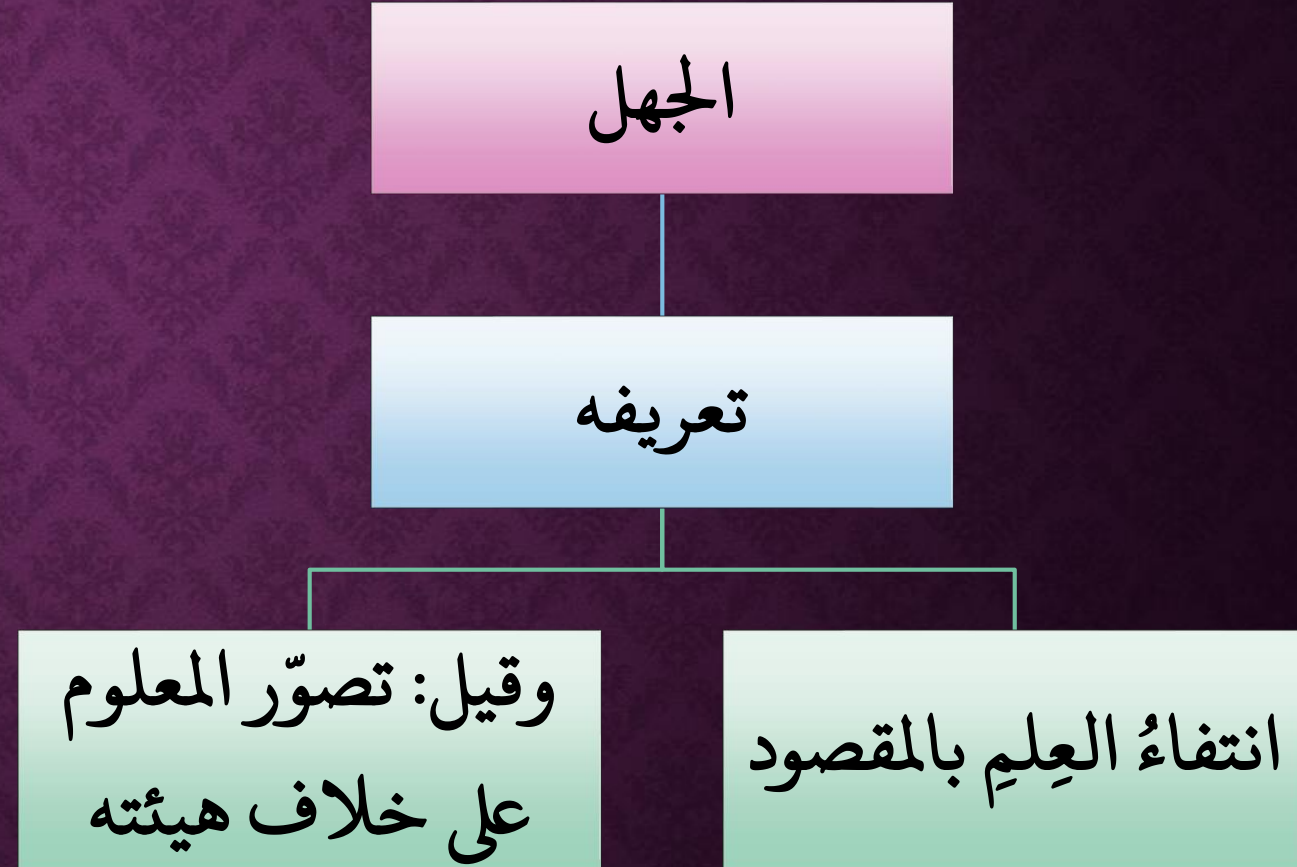 الجهل
تعريفه
انتفاءُ العِلمِ بالمقصود
وقيل: تصوّر المعلوم
على خلاف هيئته